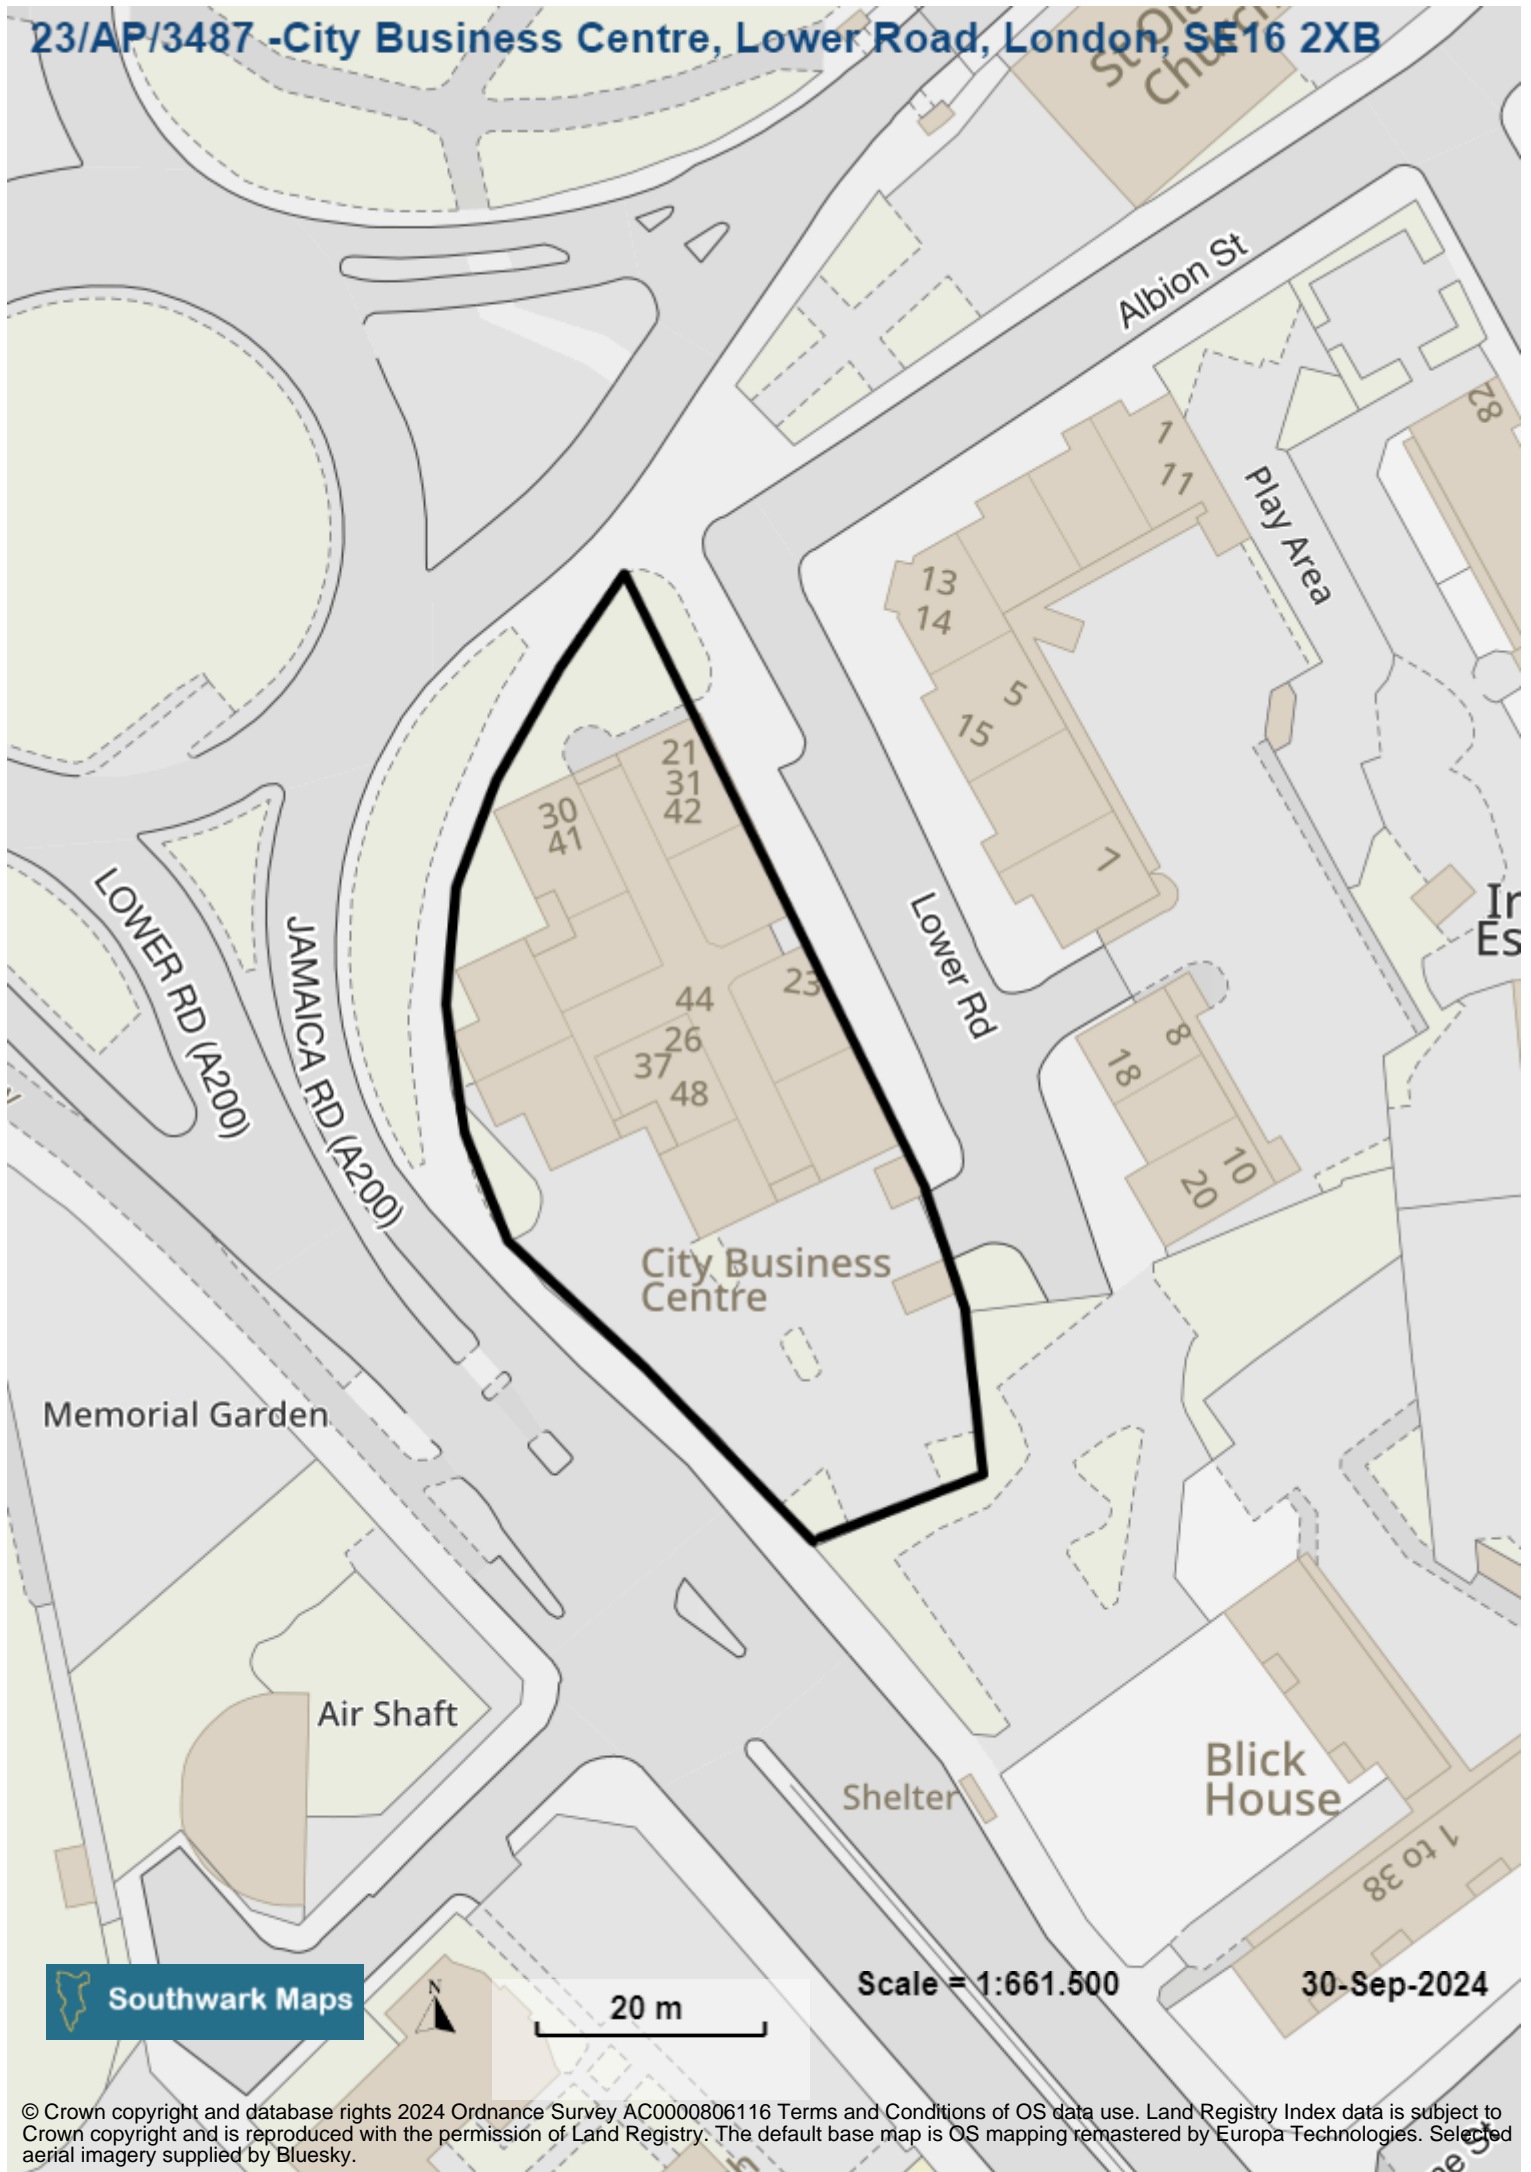 23/AP/3487 -City Business Centre, Lower Road, London, SE16 2XB
Church
Albion St
82
1
11
Play Area
13
14
5
15
7
21
31
42
30
41
LOWER RD (A200)
JAMAICA RD (A200)
Lower Rd
23
44
26
37
48
8
18
10
20
City Business
Centre
Memorial Garden
Air Shaft
Shelter
Blick
House
1 to 38
Southwark Maps
N
20 m
Scale = 1:661.500
30-Sep-2024
© Crown copyright and database rights 2024 Ordnance Survey AC0000806116 Terms and Conditions of OS data use. Land Registry Index data is subject to
Crown copyright and is reproduced with the permission of Land Registry. The default base map is OS mapping remastered by Europa Technologies. Selected
aerial imagery supplied by Bluesky.